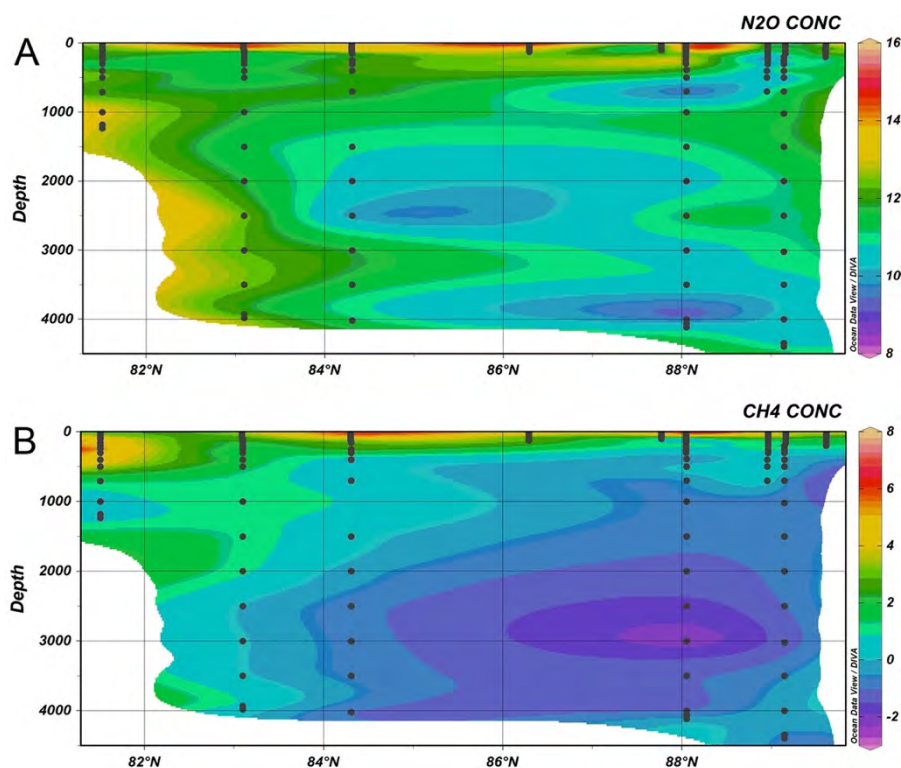 A
N2O CONC
0
1000
2000
3000
4000
Depth
82°N
84°N
86°N
88°N
16
14
12
10
8
Ocean Data View / DIVA
B
CH4 CONC
0
1000
2000
3000
4000
Depth
82°N
84°N
86°N
88°N
8
6
4
2
0
-2
Ocean Data View / DIVA